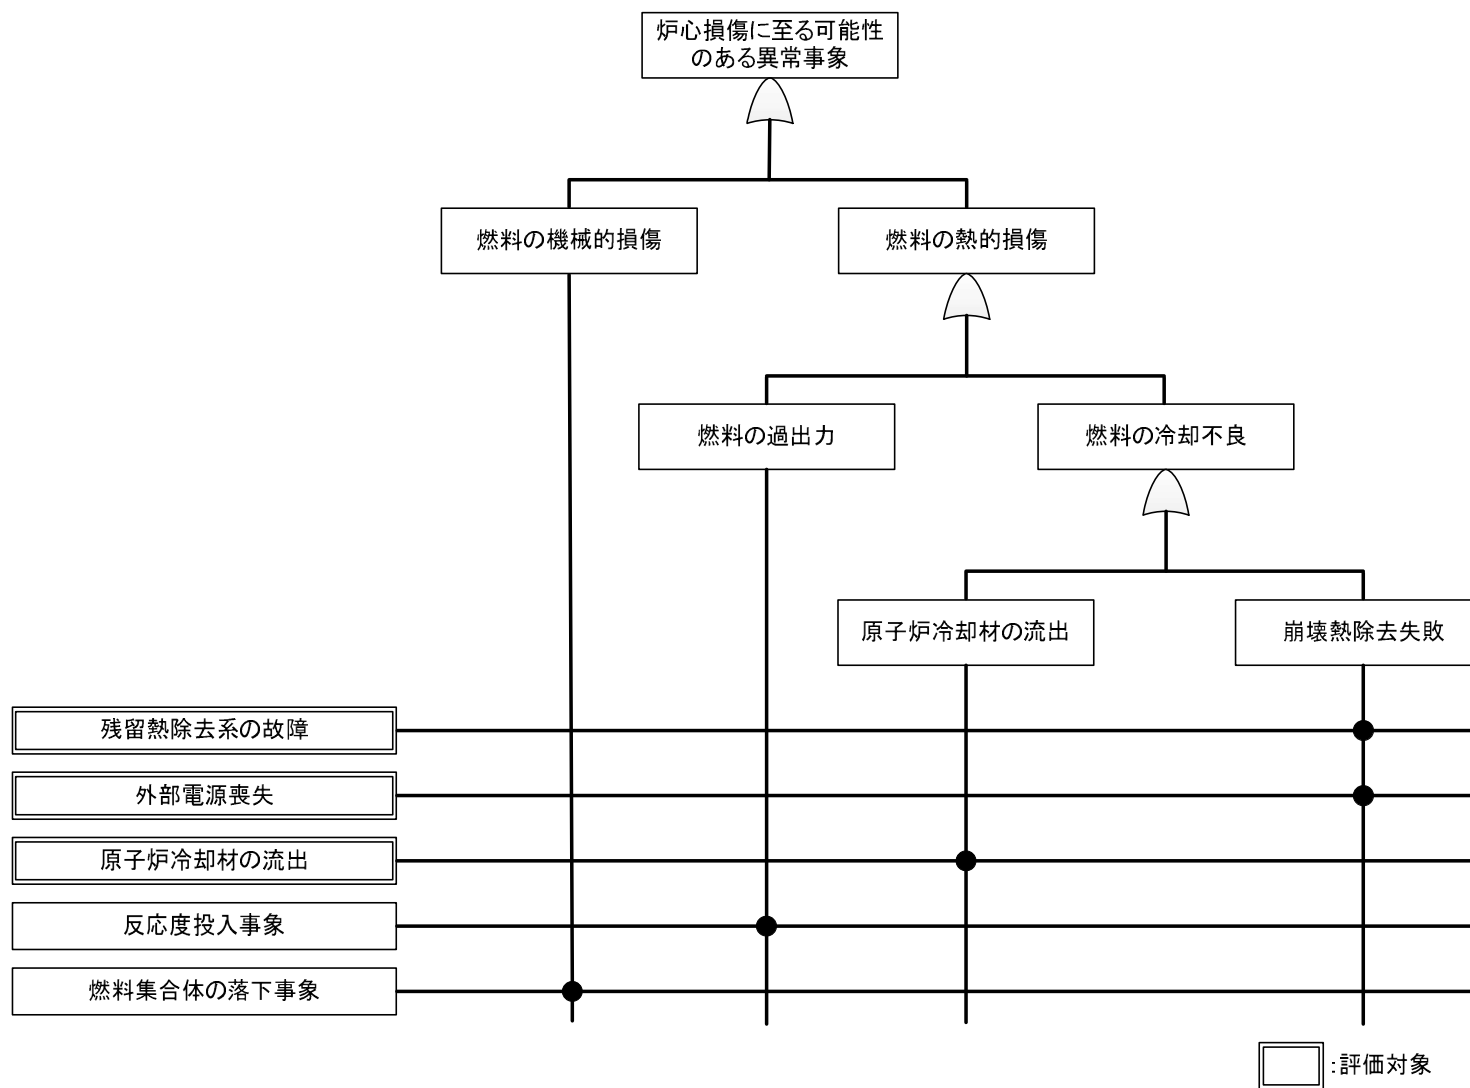 炉心損傷に至る可能性
のある異常事象
燃料の機械的損傷
燃料の熱的損傷
燃料の過出力
燃料の冷却不良
原子炉冷却材の流出
崩壊熱除去失敗
残留熱除去系の故障
外部電源喪失
原子炉冷却材の流出
反応度投入事象
燃料集合体の落下事象
:評価対象